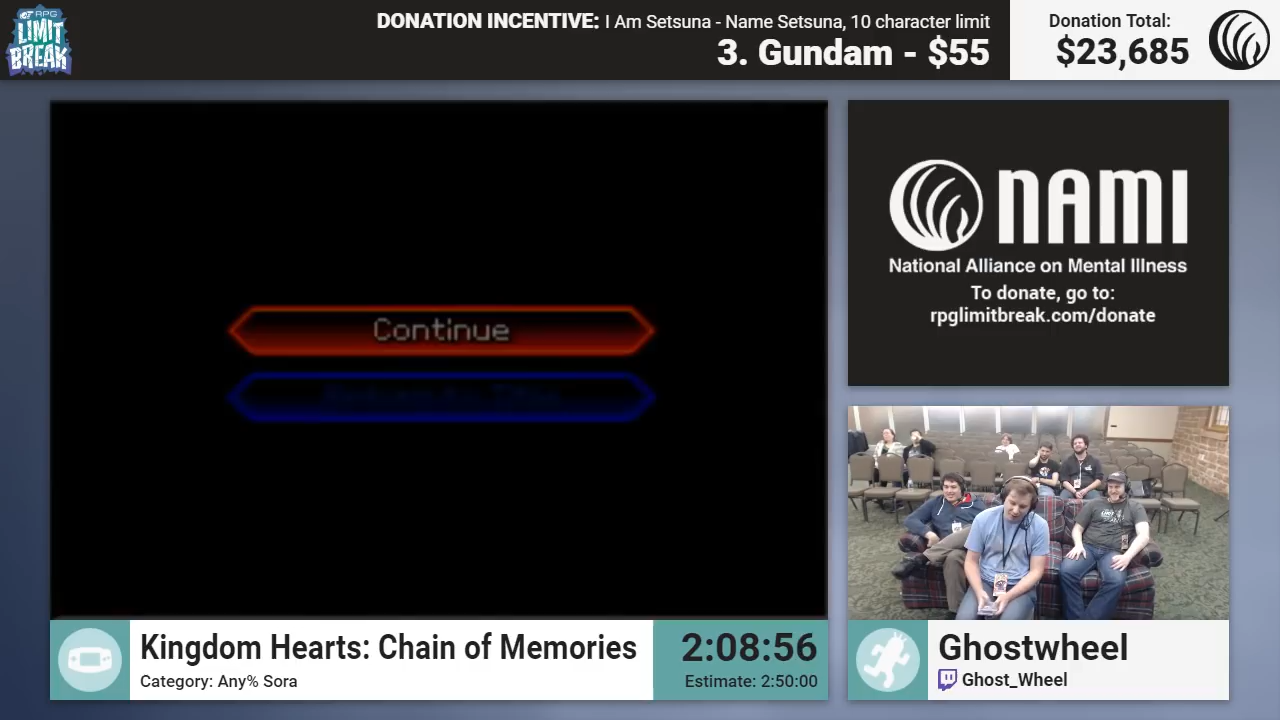 RPG
LIMIT
BREAK
DONATION INCENTIVE: I Am Setsuna - Name Setsuna, 10 character limit
3. Gundam - $55
Donation Total:
$23,685
Continue
NAMI
National Alliance on Mental Illness
To donate, go to:
rpglimitbreak.com/donate
Kingdom Hearts: Chain of Memories
Category: Any% Sora
2:08:56
Estimate: 2:50:00
Ghostwheel
Ghost_Wheel